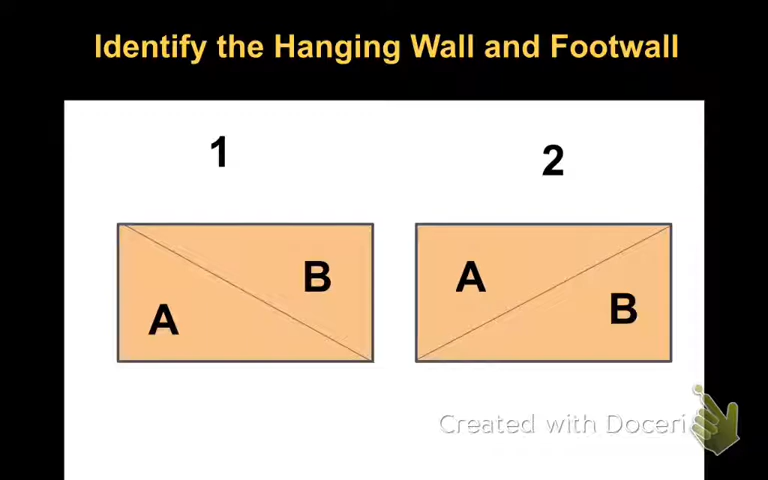 Identify the Hanging Wall and Footwall
1
2
B
A
A
B
Created with Doceri